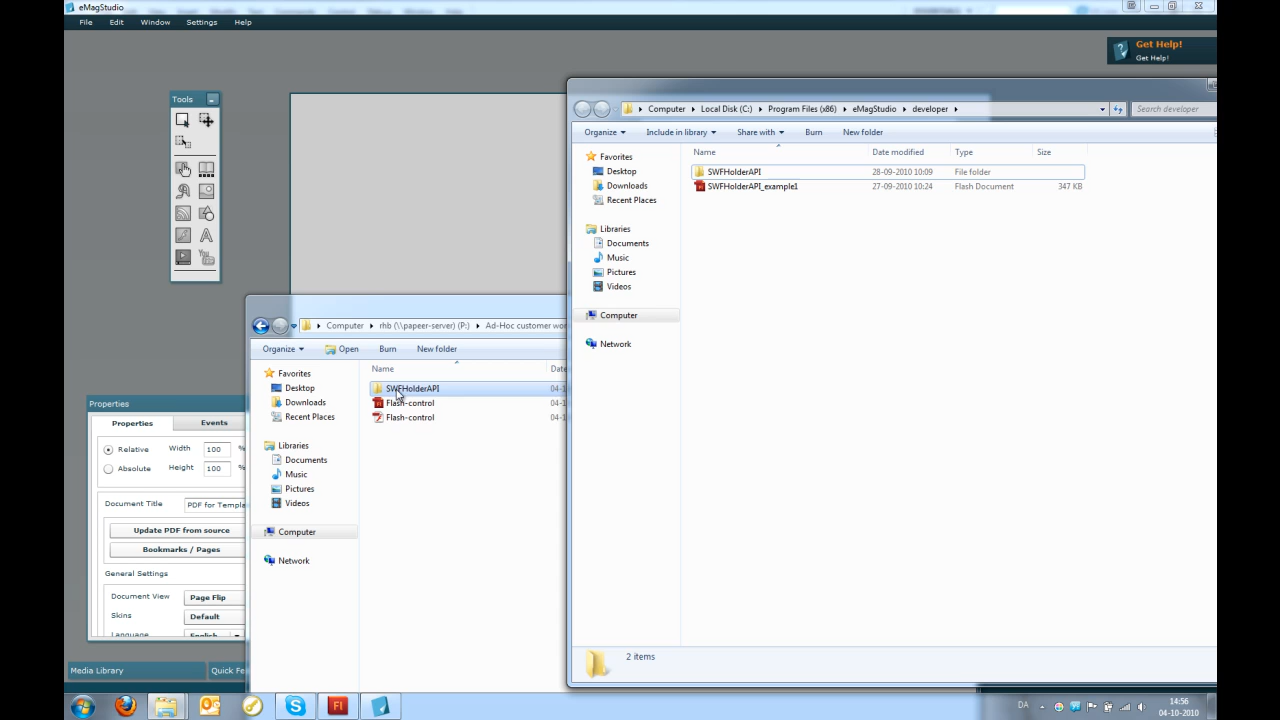 eMagStudio
File Edit Window Settings Help
Get Help!
Get Help!
Tools
Computer Local Disk (C:) Program Files (x86) eMagStudio developer
Search developer
Organize Include in library Share with Burn New folder
Name Date modified Type Size
Favorites
Desktop
Downloads
Recent Places
Libraries
Documents
Music
Pictures
Videos
Computer
Network
SWFHolderAPI 28-09-2010 10:09 File folder
SWFHolderAPI_example1 27-09-2010 10:24 Flash Document 347 KB
2 items
Computer rhb (\\papeer-server) (P:) Ad-Hoc customer
Organize Open Burn New folder
Name
Favorites
Desktop
Downloads
Recent Places
Libraries
Documents
Music
Pictures
Videos
Computer
Network
SWFHolderAPI
Flash-control
Flash-control
Properties
Properties Events
Relative Width 100 %
Absolute Height 100 %
Document Title PDF for
Update PDF from source
Bookmarks / Pages
General Settings
Document View Page Flip
Skins Default
Language English
Media Library
Quick
You
Fl
DA
14:56
04-10-2010